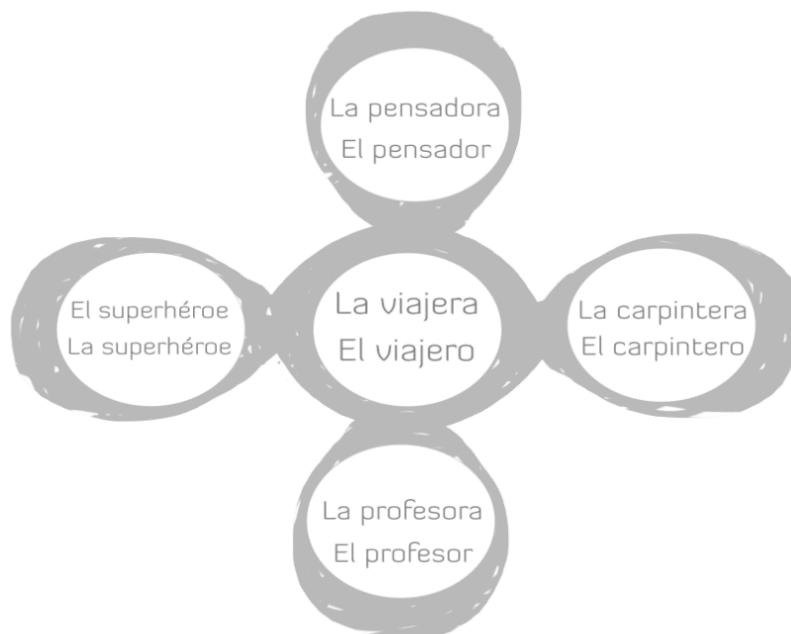 La pensadora
El pensador
El superhéroe
La superhéroe
La viajera
El viajero
La carpintera
El carpintero
La profesora
El profesor